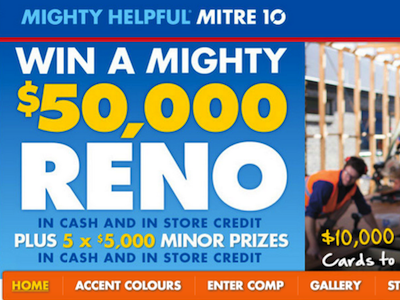 MIGHTY HELPFUL® MITRE 10
WIN A MIGHTY
$50,000
RENO
IN CASH AND IN STORE CREDIT
PLUS 5 x $5,000 MINOR PRIZES
IN CASH AND IN STORE CREDIT
$10,000
Cards to
HOME
ACCENT COLOURS
ENTER COMP
GALLERY